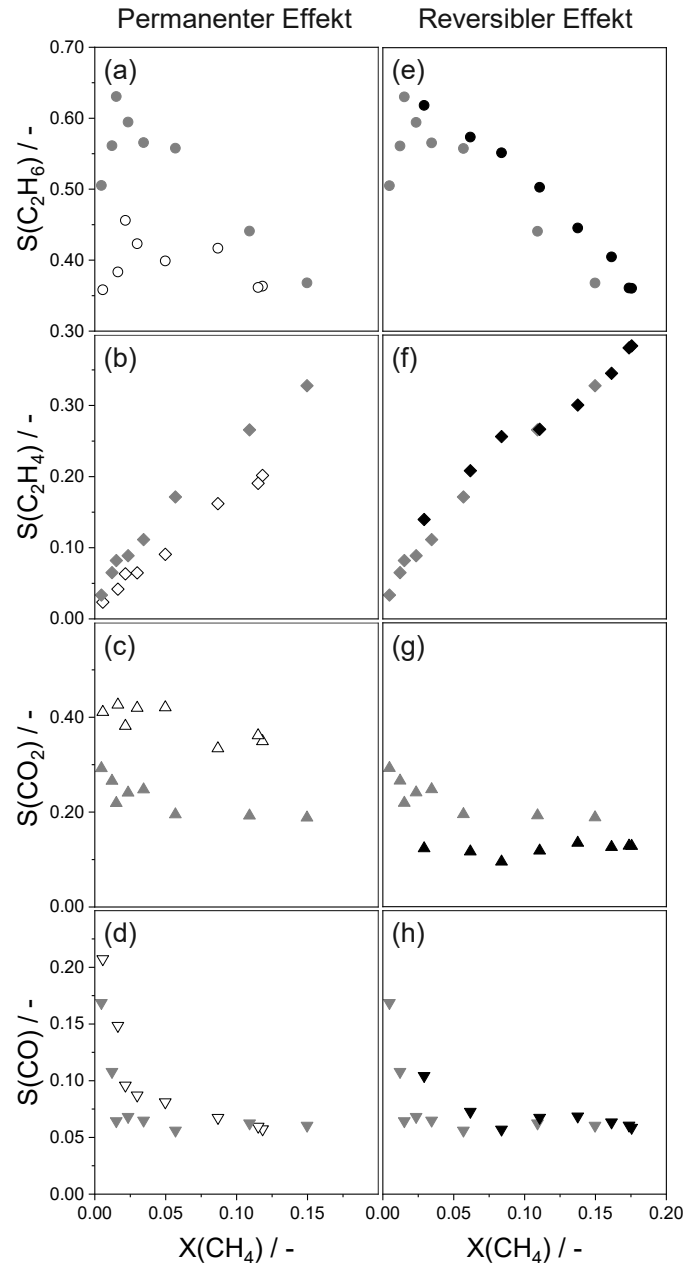 Permanenter Effekt Reversibler Effekt
0.70 (a) (e)
0.60
S(C₂H₆) / -
0.50
0.40
0.30
(b) (f)
0.30
S(C₂H₄) / -
0.20
0.10
0.00
(c) (g)
0.40
S(CO₂) / -
0.20
0.00
(d) (h)
0.20
0.15
S(CO) / -
0.10
0.05
0.00
0.00 0.05 0.10 0.15 0.00 0.05 0.10 0.15 0.20
X(CH₄) / - X(CH₄) / -